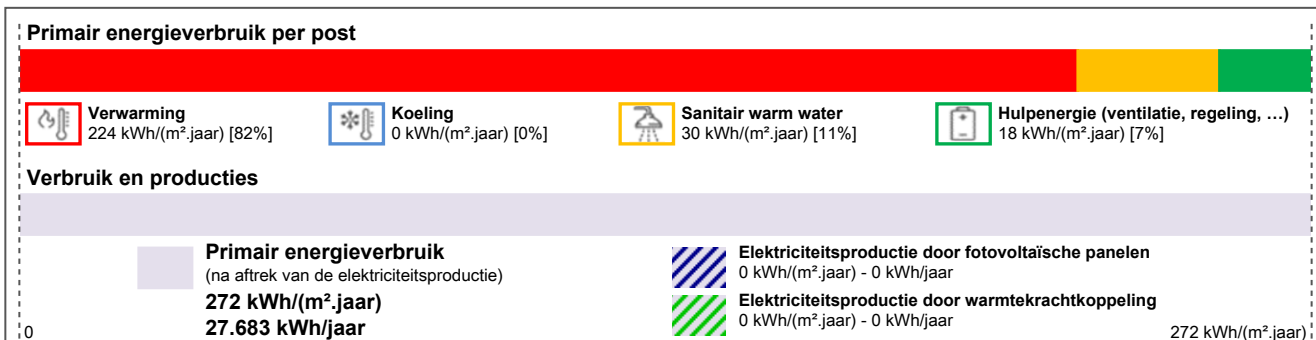 Primair energieverbruik per post
Verwarming
224 kWh/(m².jaar) [82%]
Koeling
0 kWh/(m².jaar) [0%]
Sanitair warm water
30 kWh/(m².jaar) [11%]
Hulpenergie (ventilatie, regeling, …)
18 kWh/(m².jaar) [7%]
Verbruik en producties
Primair energieverbruik
(na aftrek van de elektriciteitsproductie)
272 kWh/(m².jaar)
27.683 kWh/jaar
Elektriciteitsproductie door fotovoltaïsche panelen
0 kWh/(m².jaar) - 0 kWh/jaar
Elektriciteitsproductie door warmtekrachtkoppeling
0 kWh/(m².jaar) - 0 kWh/jaar
0
272 kWh/(m².jaar)